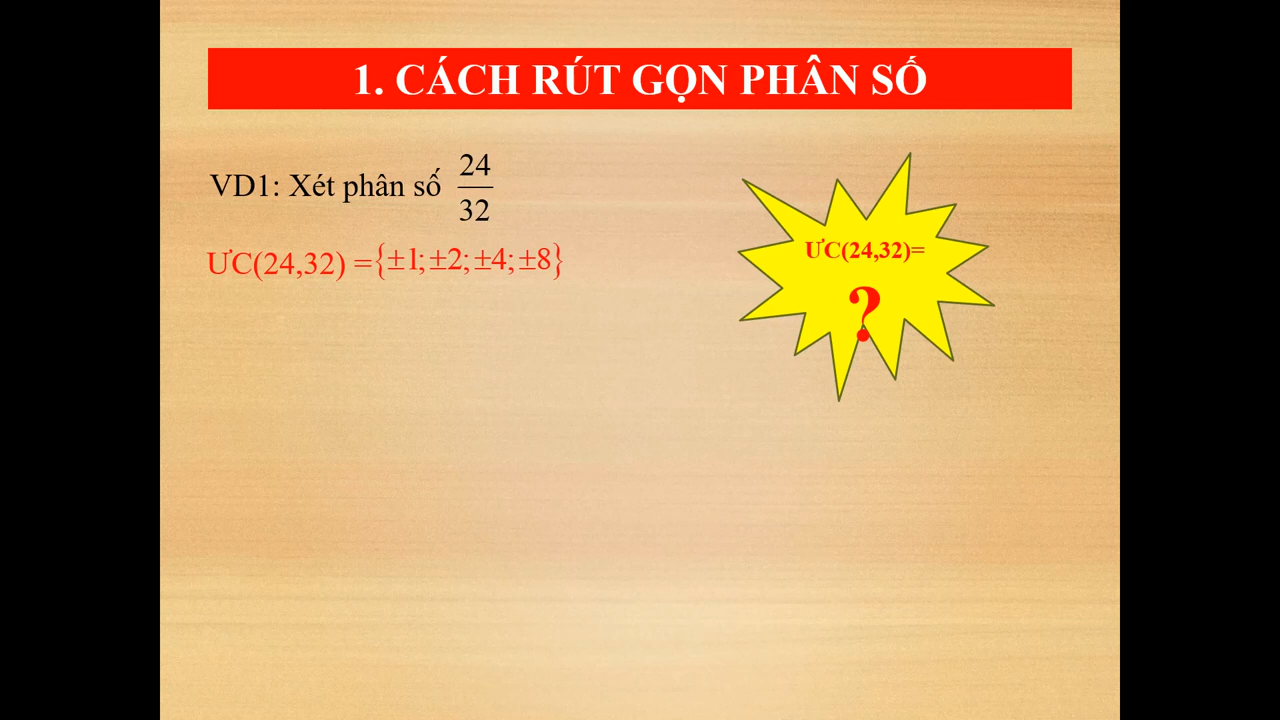 1. CÁCH RÚT GỌN PHÂN SỐ
VD1: Xét phân số 24/32
ƯC(24,32) = {±1; ±2; ±4; ±8}
ƯC(24,32)=
?